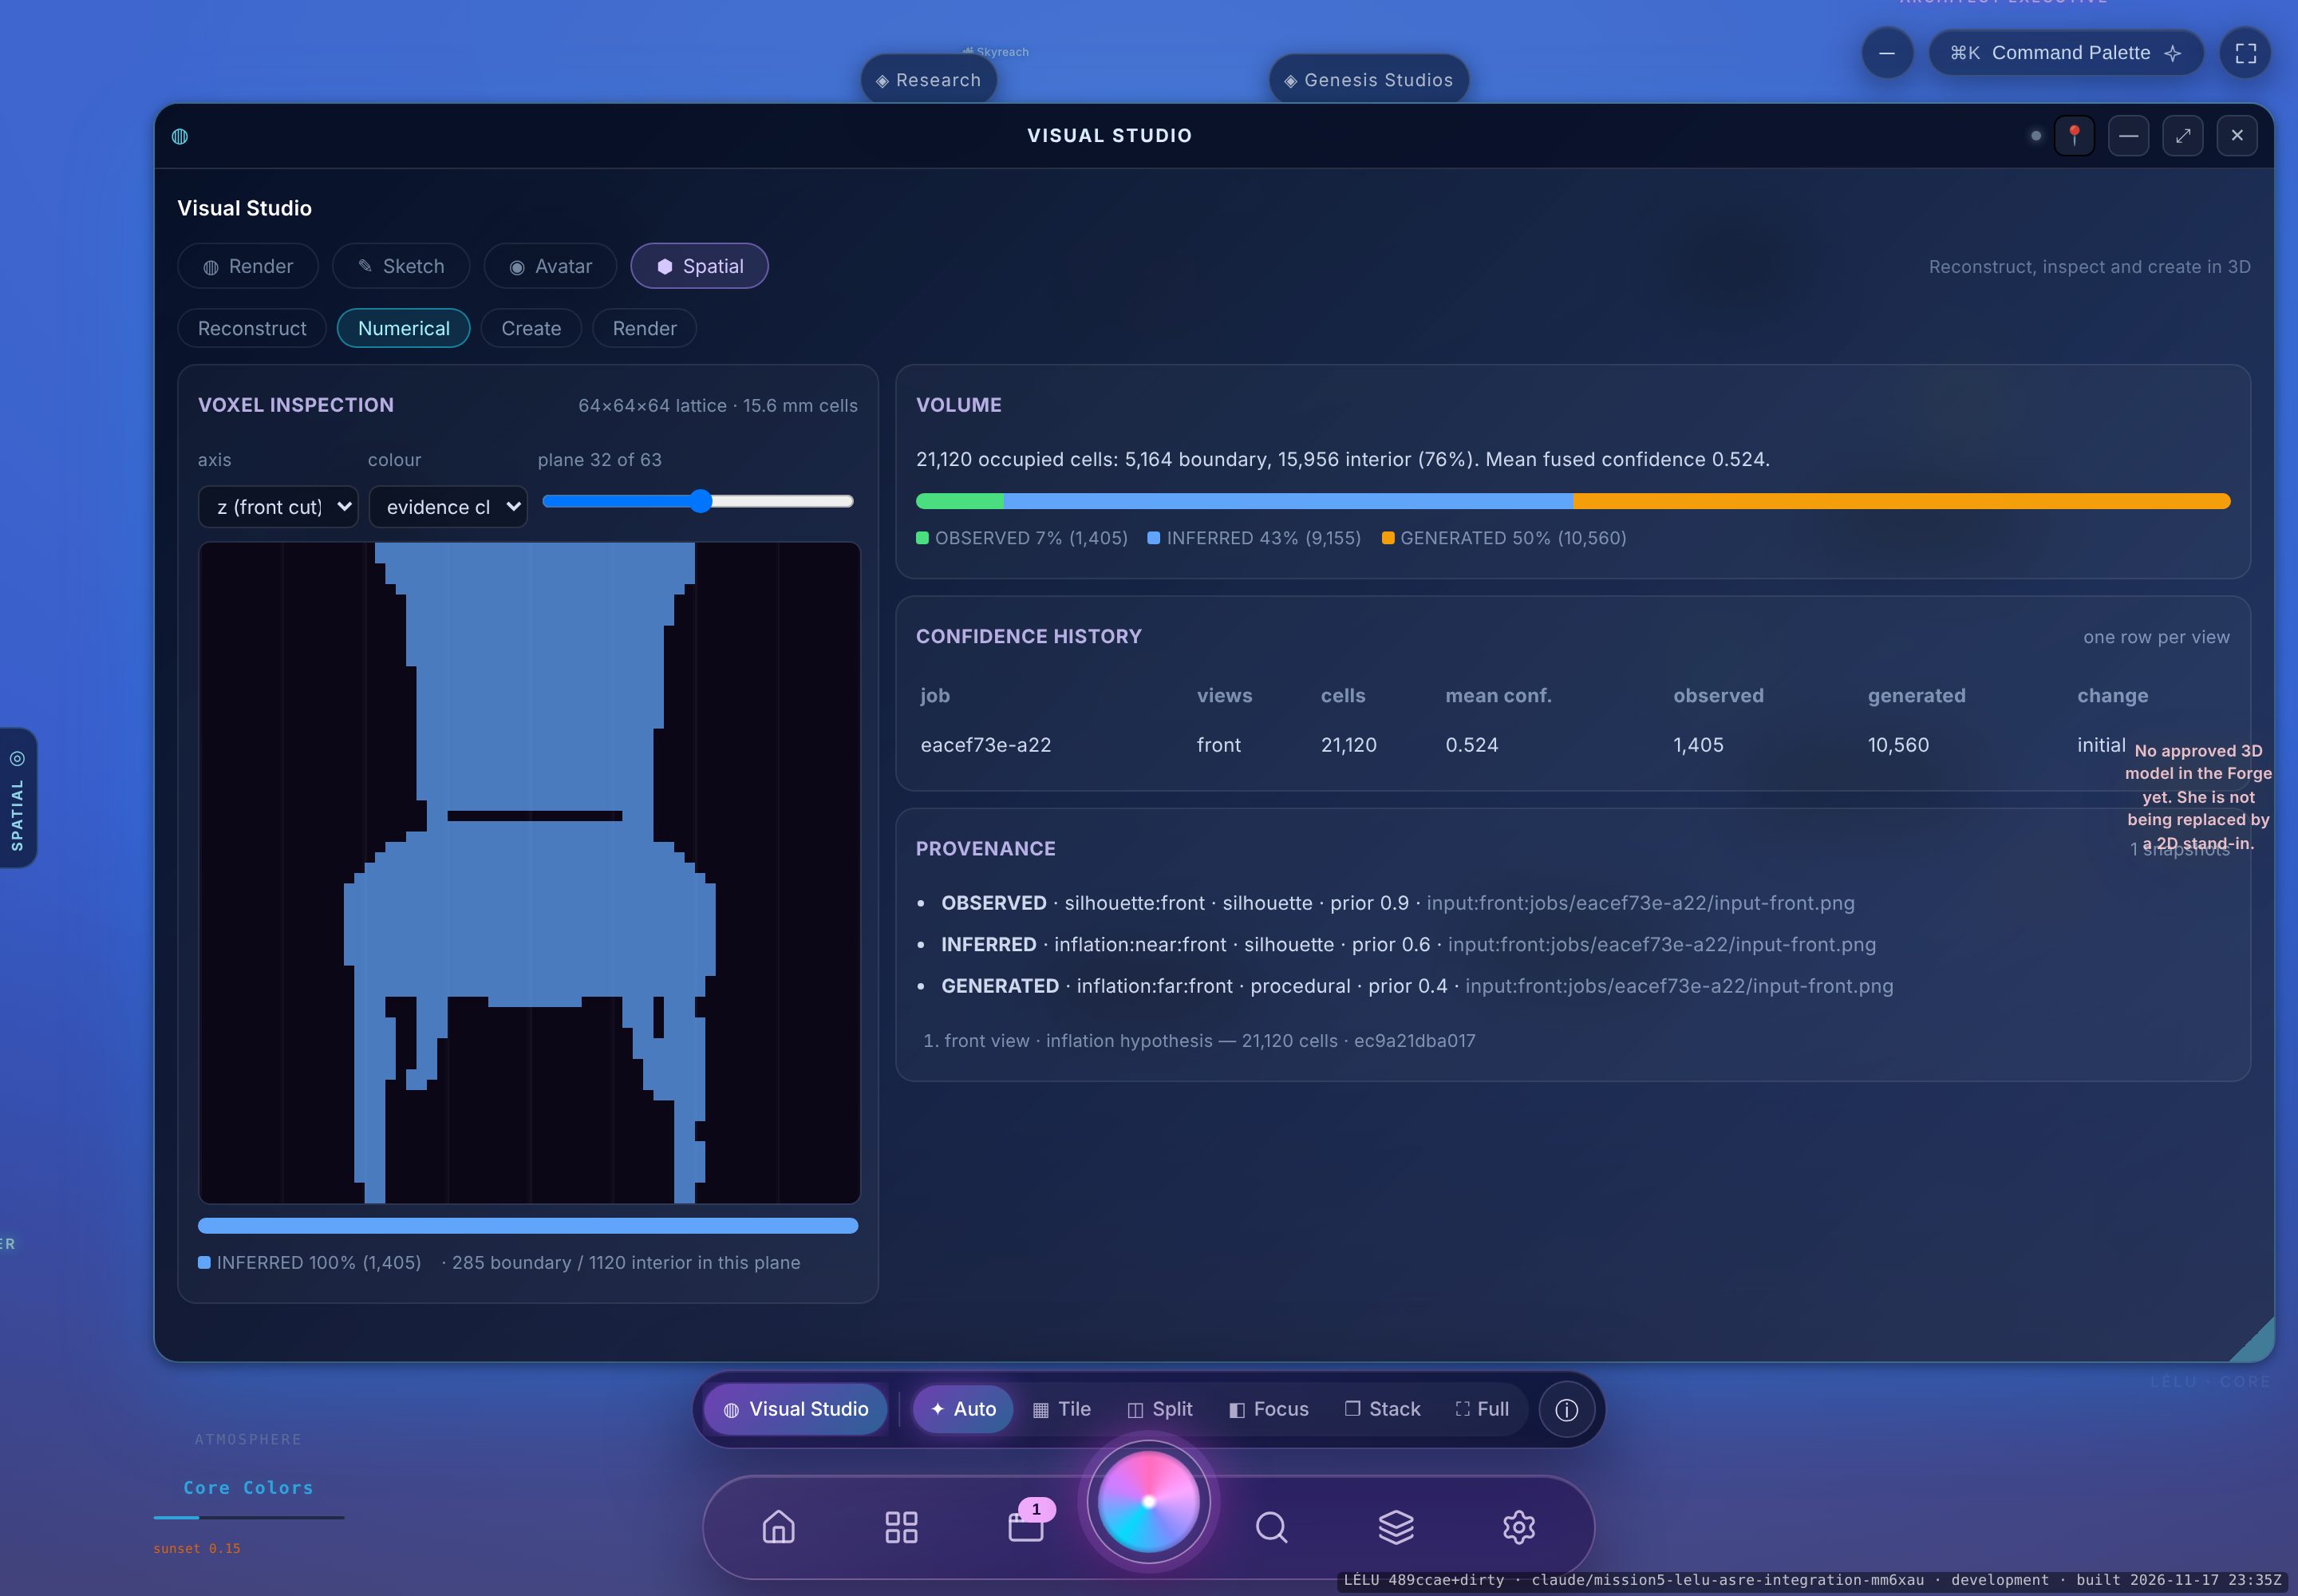 ARCHITECT EXECUTIVE
Skyreach
◈ Research
◈ Genesis Studios
⌘K Command Palette
VISUAL STUDIO
Visual Studio
Render
Sketch
Avatar
Spatial
Reconstruct, inspect and create in 3D
Reconstruct
Numerical
Create
Render
VOXEL INSPECTION
64×64×64 lattice · 15.6 mm cells
axis
colour
plane 32 of 63
z (front cut)
evidence cl
INFERRED 100% (1,405) · 285 boundary / 1120 interior in this plane
VOLUME
21,120 occupied cells: 5,164 boundary, 15,956 interior (76%). Mean fused confidence 0.524.
OBSERVED 7% (1,405) INFERRED 43% (9,155) GENERATED 50% (10,560)
CONFIDENCE HISTORY
one row per view
job views cells mean conf. observed generated change
eacef73e-a22 front 21,120 0.524 1,405 10,560 initial
No approved 3D
model in the Forge
yet. She is not
being replaced by
a 2D stand-in.
PROVENANCE
1 snapshots
• OBSERVED · silhouette:front · silhouette · prior 0.9 · input:front:jobs/eacef73e-a22/input-front.png
• INFERRED · inflation:near:front · silhouette · prior 0.6 · input:front:jobs/eacef73e-a22/input-front.png
• GENERATED · inflation:far:front · procedural · prior 0.4 · input:front:jobs/eacef73e-a22/input-front.png
1. front view · inflation hypothesis — 21,120 cells · ec9a21dba017
SPATIAL
ER
LÉLU · CORE
Visual Studio
Auto
Tile
Split
Focus
Stack
Full
ATMOSPHERE
Core Colors
sunset 0.15
1
LÉLU 489ccae+dirty · claude/mission5-lelu-asre-integration-mm6xau · development · built 2026-11-17 23:35Z